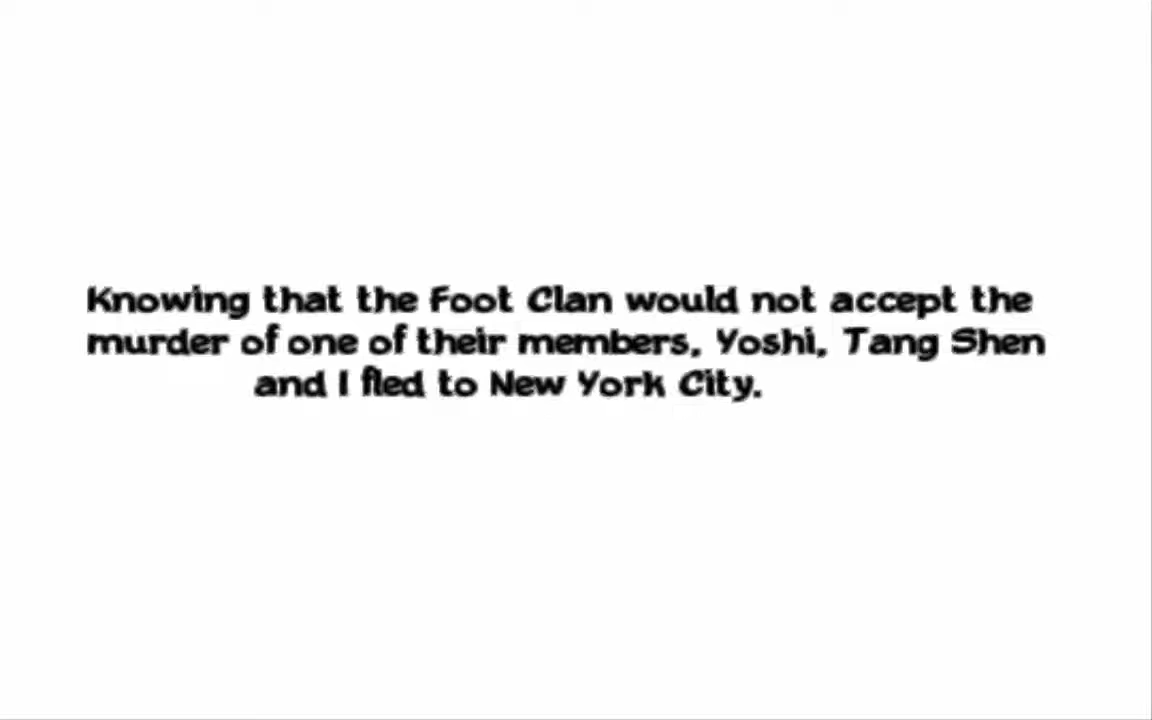 Knowing that the Foot Clan would not accept the
murder of one of their members, Yoshi, Tang Shen
and I fled to New York City.